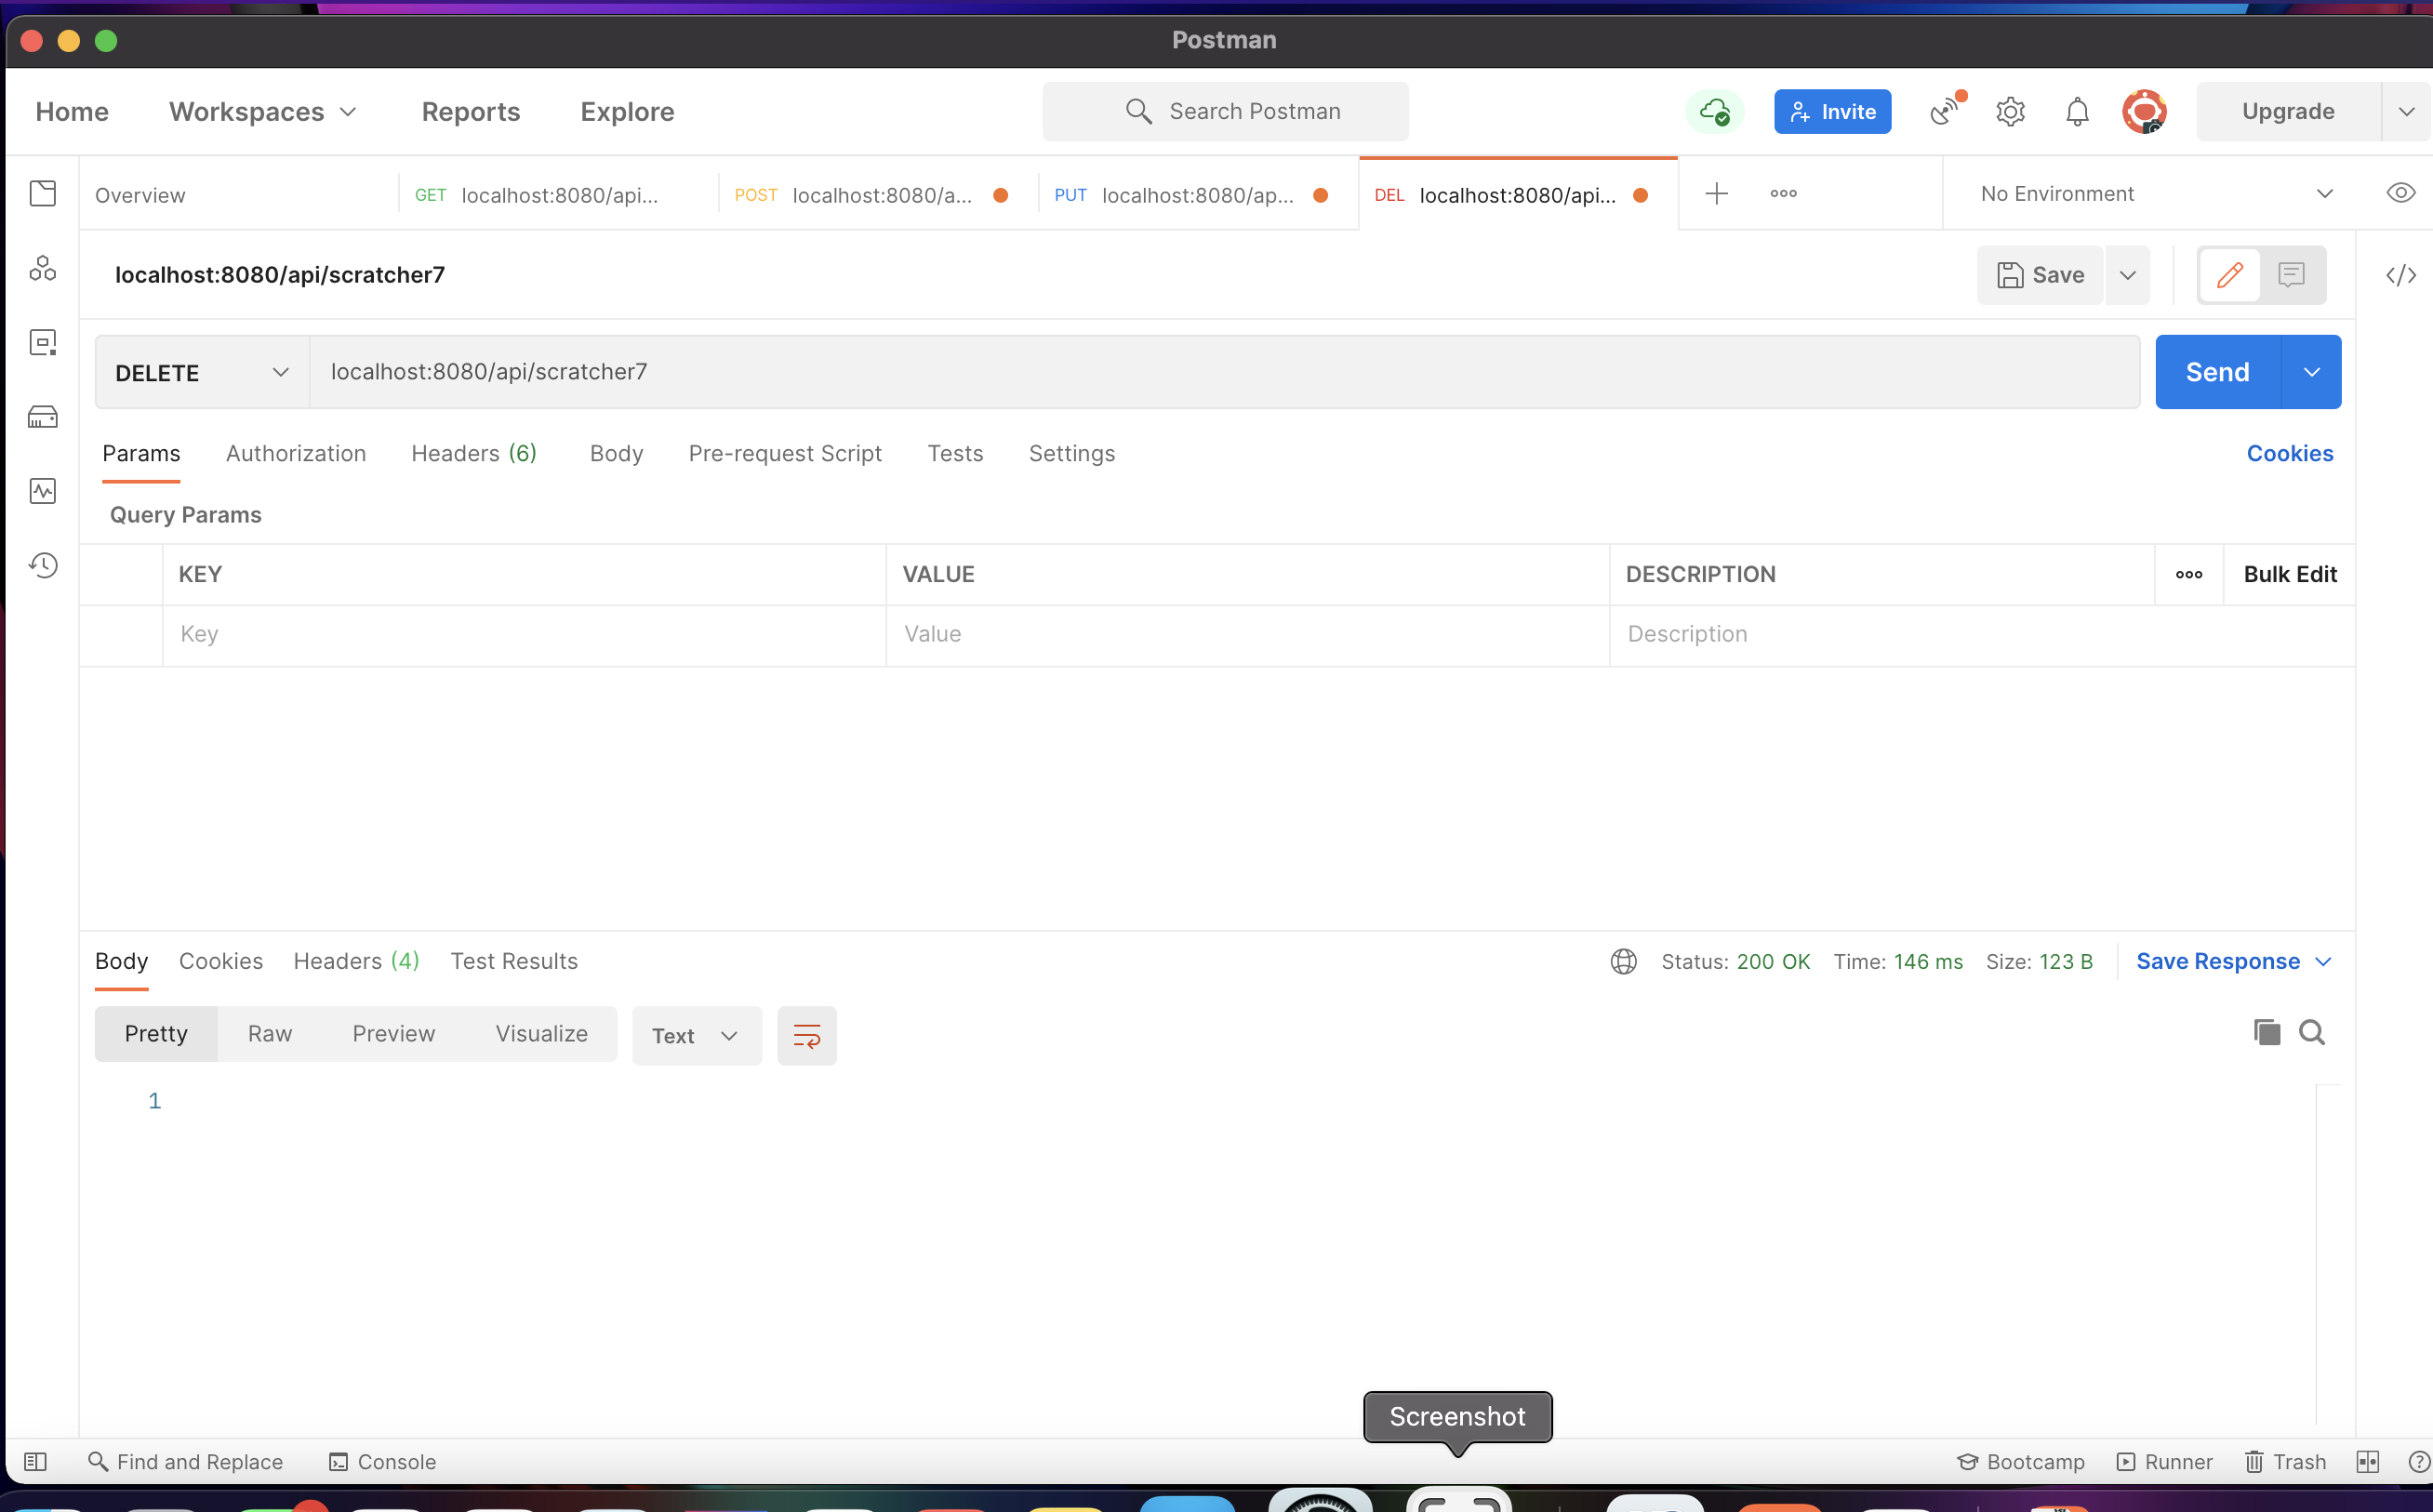 Postman
Home Workspaces Reports Explore Search Postman Invite Upgrade
Overview GET localhost:8080/api... POST localhost:8080/a... PUT localhost:8080/ap... DEL localhost:8080/api... No Environment
localhost:8080/api/scratcher7 Save
DELETE localhost:8080/api/scratcher7 Send
Params Authorization Headers (6) Body Pre-request Script Tests Settings Cookies
Query Params
KEY VALUE DESCRIPTION Bulk Edit
Key Value Description
Body Cookies Headers (4) Test Results Status: 200 OK Time: 146 ms Size: 123 B Save Response
Pretty Raw Preview Visualize Text
1
Screenshot
Find and Replace Console Bootcamp Runner Trash